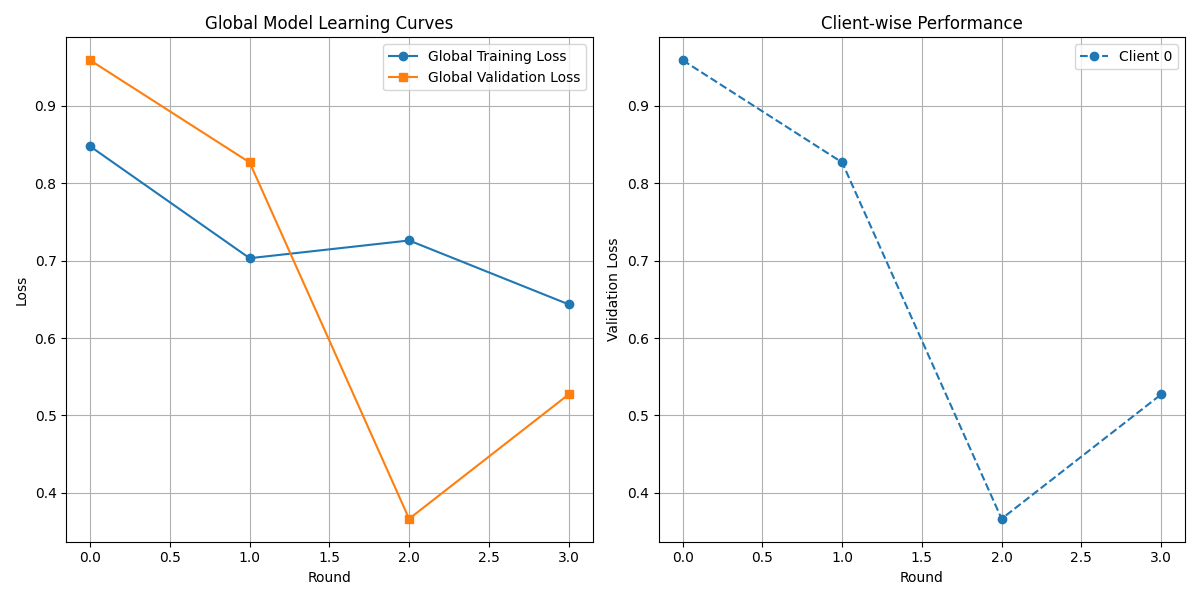 Global Model Learning Curves
Global Training Loss
Global Validation Loss
Loss
0.9
0.8
0.7
0.6
0.5
0.4
0.0 0.5 1.0 1.5 2.0 2.5 3.0
Round
Client-wise Performance
Client 0
Validation Loss
0.9
0.8
0.7
0.6
0.5
0.4
0.0 0.5 1.0 1.5 2.0 2.5 3.0
Round